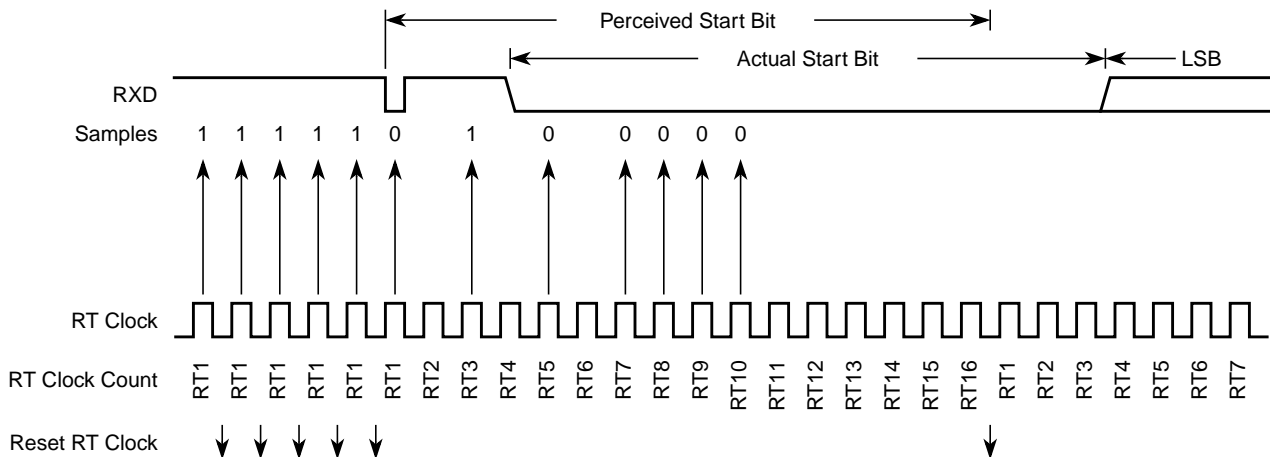 Perceived Start Bit
Actual Start Bit LSB
RXD
Samples 1 1 1 1 1 0 1 0 0 0 0 0
RT Clock
RT Clock Count RT1 RT1 RT1 RT1 RT1 RT1 RT2 RT3 RT4 RT5 RT6 RT7 RT8 RT9 RT10 RT11 RT12 RT13 RT14 RT15 RT16 RT1 RT2 RT3 RT4 RT5 RT6 RT7
Reset RT Clock